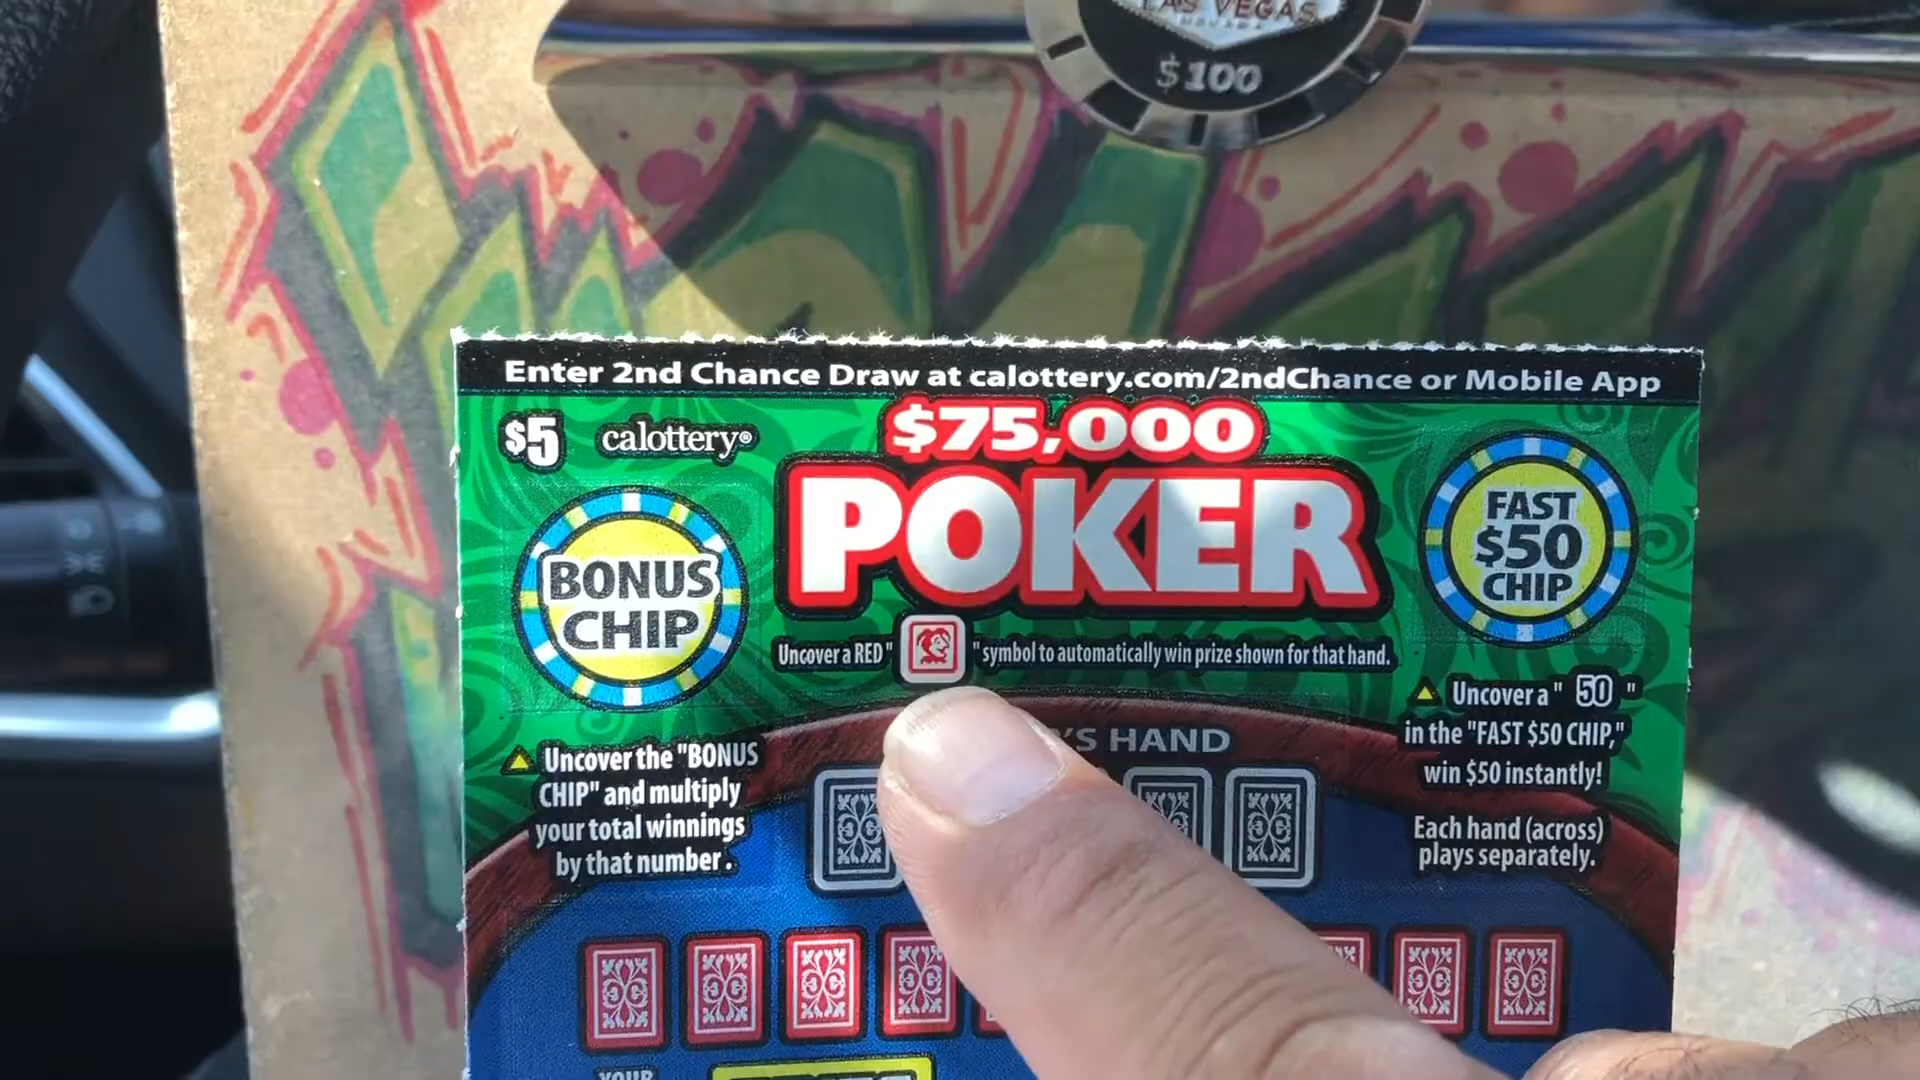 LAS VEGAS
$100
Enter 2nd Chance Draw at calottery.com/2ndChance or Mobile App
$5 calottery®
$75,000
POKER
BONUS
CHIP
FAST
$50
CHIP
Uncover a RED " " symbol to automatically win prize shown for that hand.
'S HAND
Uncover the "BONUS
CHIP" and multiply
your total winnings
by that number.
Uncover a " 50 "
in the "FAST $50 CHIP,"
win $50 instantly!
Each hand (across)
plays separately.
YOUR